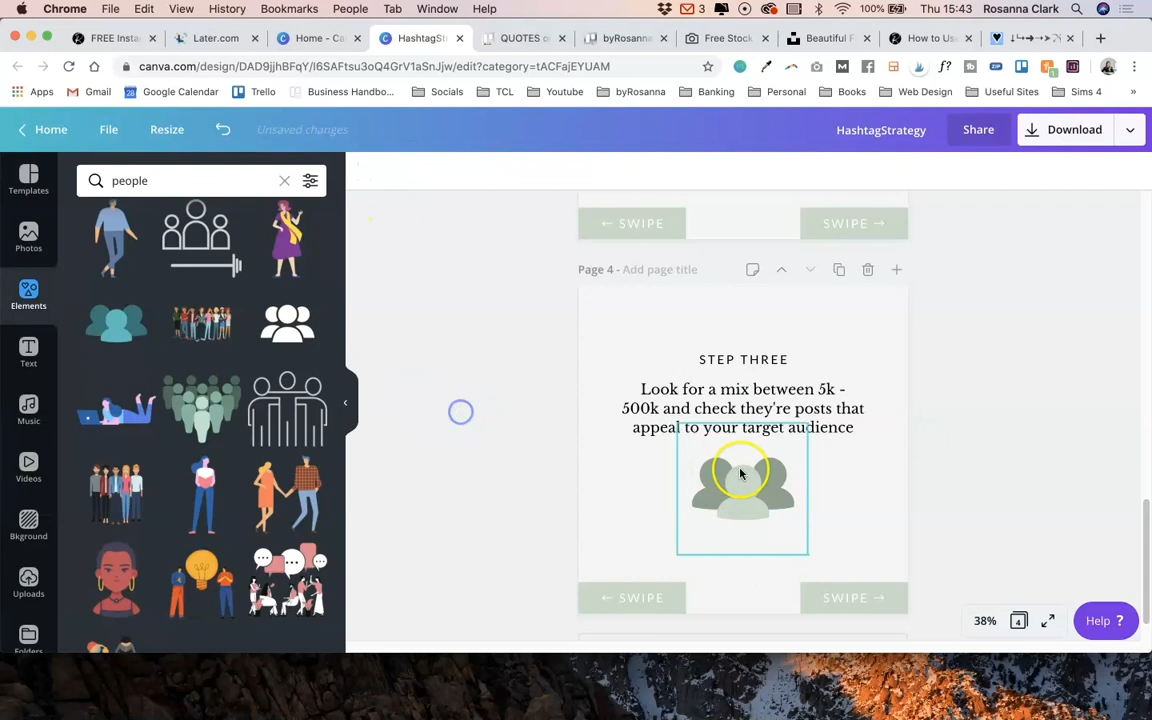 Chrome File Edit View History Bookmarks People Tab Window Help 3 100% Thu 15:43 Rosanna Clark
FREE Insta Later.com Home - Ca HashtagStr QUOTES o byRosanna Free Stock Beautiful F How to Use
canva.com/design/DAD9jjhBFqY/I6SAFtsu3oQ4GrV1aSnJjw/edit?category=tACFajEYUAM
Apps Gmail Google Calendar Trello Business Handbo... Socials TCL Youtube byRosanna Banking Personal Books Web Design Useful Sites Sims 4 »
Home File Resize Unsaved changes HashtagStrategy Share Download
Templates
Photos
Elements
Text
Music
Videos
Bkground
Uploads
Folders
people
← SWIPE SWIPE →
Page 4 - Add page title
STEP THREE
Look for a mix between 5k -
500k and check they're posts that
appeal to your target audience
← SWIPE SWIPE →
38% 4 Help ?